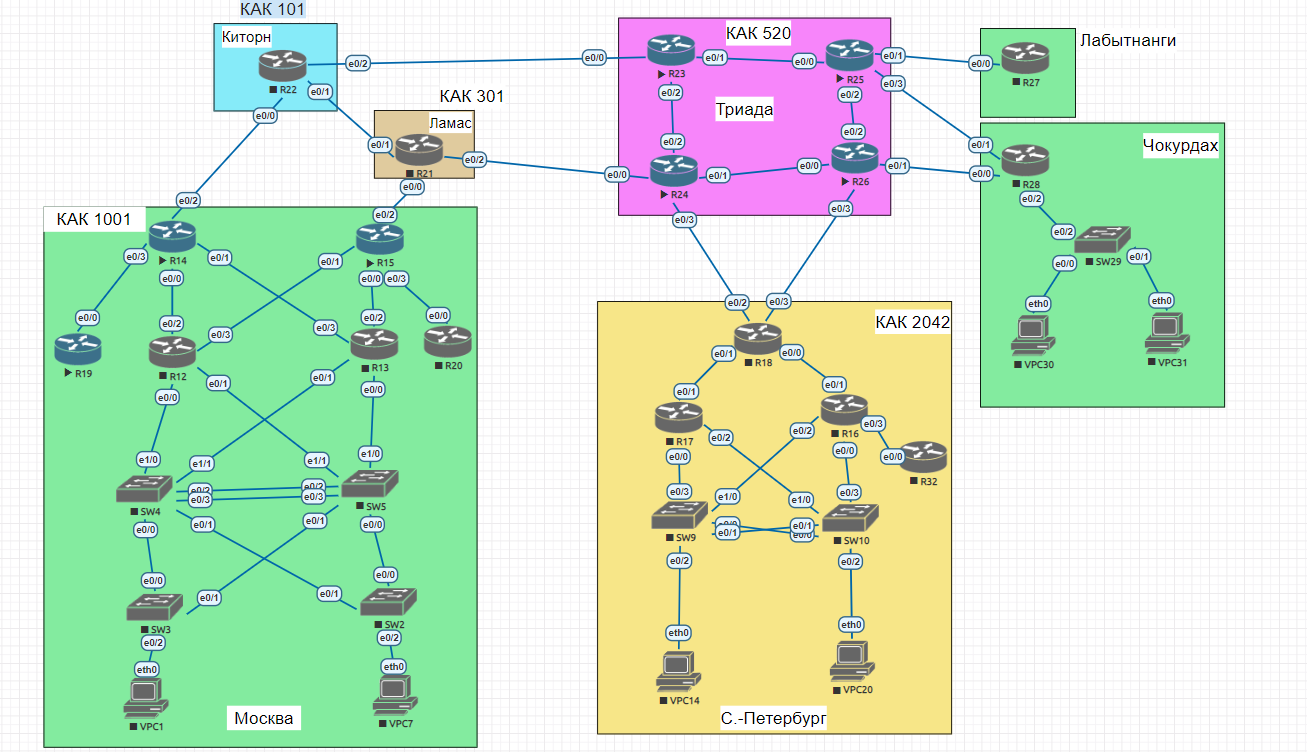 КАК 101
Киторн
R22
e0/2
e0/1
e0/0
КАК 301
Ламас
e0/1
R21
e0/2
e0/0
КАК 520
e0/0
R23
e0/1
e0/2
e0/0
R25
e0/1
e0/3
e0/2
Триада
e0/2
e0/0
R24
e0/1
e0/3
e0/2
e0/0
R26
e0/1
e0/3
Лабытнанги
e0/0
R27
Чокурдах
e0/1
e0/0
R28
e0/2
e0/2
SW29
e0/0
e0/1
eth0
eth0
VPC30
VPC31
КАК 1001
e0/2
R14
e0/3
e0/0
e0/1
e0/2
R15
e0/1
e0/0
e0/3
e0/0
R19
e0/2
e0/3
R12
e0/0
e0/1
e0/3
e0/2
R13
e0/1
e0/0
e0/0
R20
e1/0
e1/1
SW4
e0/2
e0/3
e0/0
e0/1
e1/1
e1/0
SW5
e0/2
e0/3
e0/1
e0/0
e0/0
e0/1
SW3
e0/2
e0/1
e0/0
SW2
e0/2
eth0
VPC1
eth0
VPC7
Москва
КАК 2042
e0/2
e0/3
R18
e0/1
e0/0
e0/1
R17
e0/2
e0/0
e0/1
R16
e0/2
e0/3
e0/0
e0/0
R32
e0/3
e1/0
SW9
e0/0
e0/1
e0/2
e1/0
e0/3
SW10
e0/1
e0/0
e0/2
eth0
VPC14
eth0
VPC20
С.-Петербург